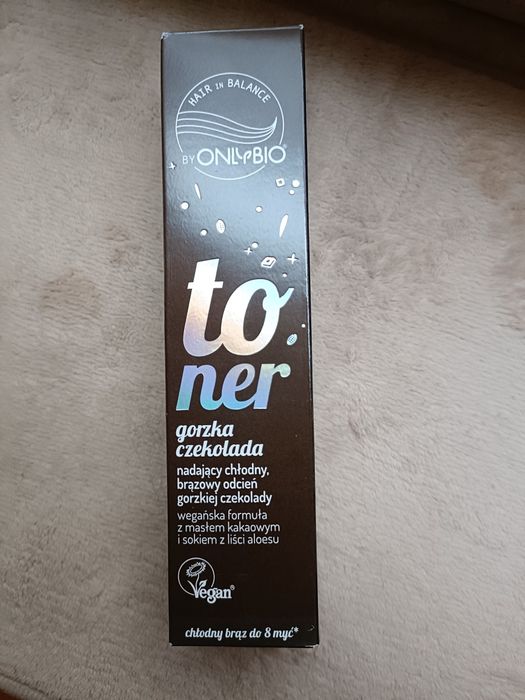 HAIR IN BALANCE
BY ONLYBIO®
to
ner
gorzka
czekolada
nadający chłodny,
brązowy odcień
gorzkiej czekolady
wegańska formuła
z masłem kakaowym
i sokiem z liści aloesu
Vegan®
chłodny brąz do 8 myć*